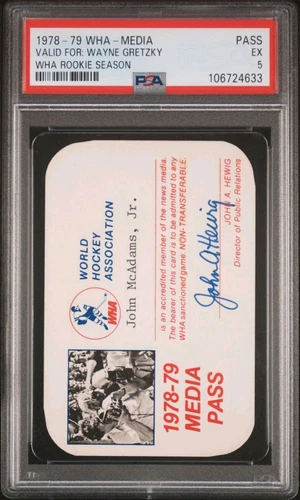 1978 - 79 WHA - MEDIA
VALID FOR: WAYNE GRETZKY
WHA ROOKIE SEASON
PASS
EX
5
PSA
106724633
WHA
WORLD
HOCKEY
ASSOCIATION
John McAdams, Jr.
is an accredited member of the news media.
The bearer of this card is to be admitted to any
WHA sanctioned game. NON-TRANSFERABLE.
John A Hewig
JOHN A. HEWIG
Director of Public Relations
1978-79
MEDIA
PASS